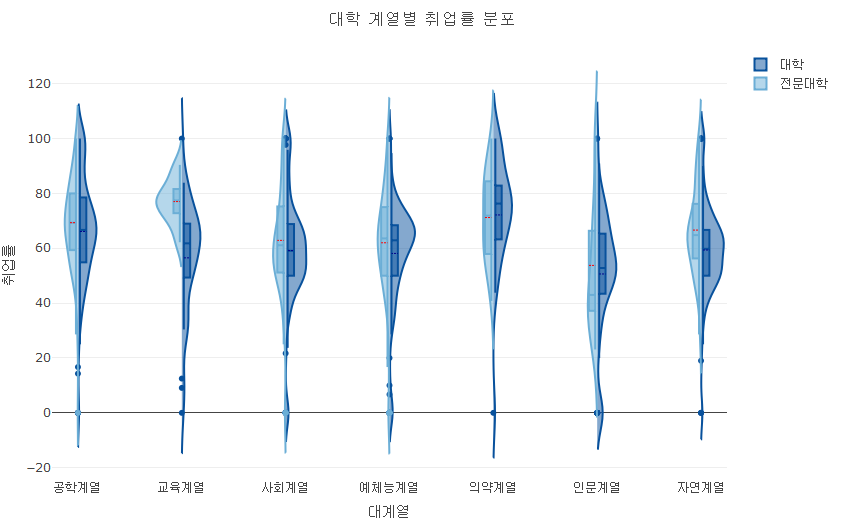 대학 계열별 취업률 분포
대학
전문대학
취업률
120
100
80
60
40
20
0
−20
공학계열 교육계열 사회계열 예체능계열 의약계열 인문계열 자연계열
대계열